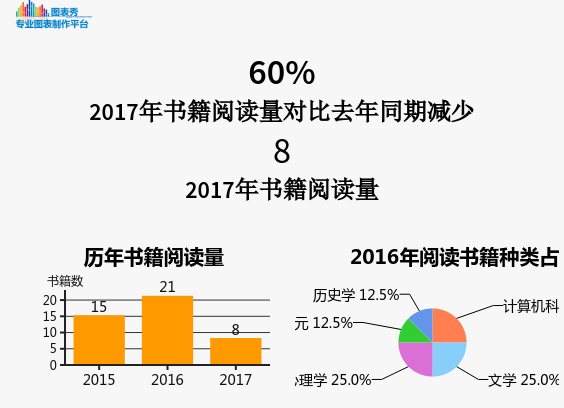 图表秀
专业图表制作平台
60%
2017年书籍阅读量对比去年同期减少
8
2017年书籍阅读量
历年书籍阅读量
2016年阅读书籍种类占
书籍数
20
15
10
5
0
15
21
8
2015 2016 2017
历史学 12.5%
计算机科
元 12.5%
理学 25.0%
文学 25.0%